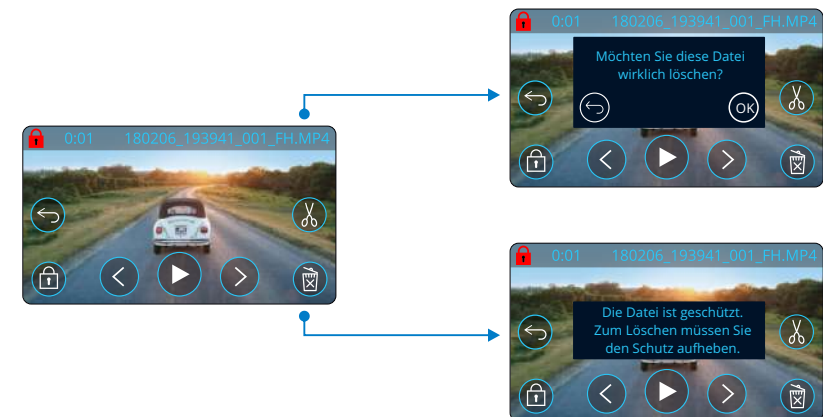 0:01 180206_193941_001_FH.MP4
Möchten Sie diese Datei
wirklich löschen?
OK
0:01 180206_193941_001_FH.MP4
0:01 180206_193941_001_FH.MP4
Die Datei ist geschützt.
Zum Löschen müssen Sie
den Schutz aufheben.